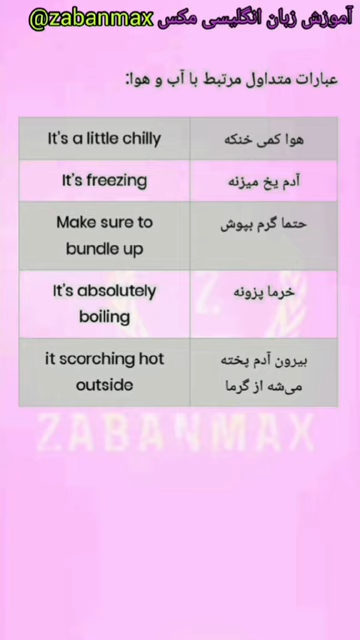 آموزش زبان انگلیسی مکس @zabanmax
عبارات متداول مرتبط با آب و هوا:
It's a little chilly
هوا کمی خنکه
It's freezing
آدم یخ میزنه
Make sure to
bundle up
حتما گرم بپوش
It's absolutely
boiling
خرما پزونه
it scorching hot
outside
بیرون آدم پخته
می‌شه از گرما
ZABANMAX